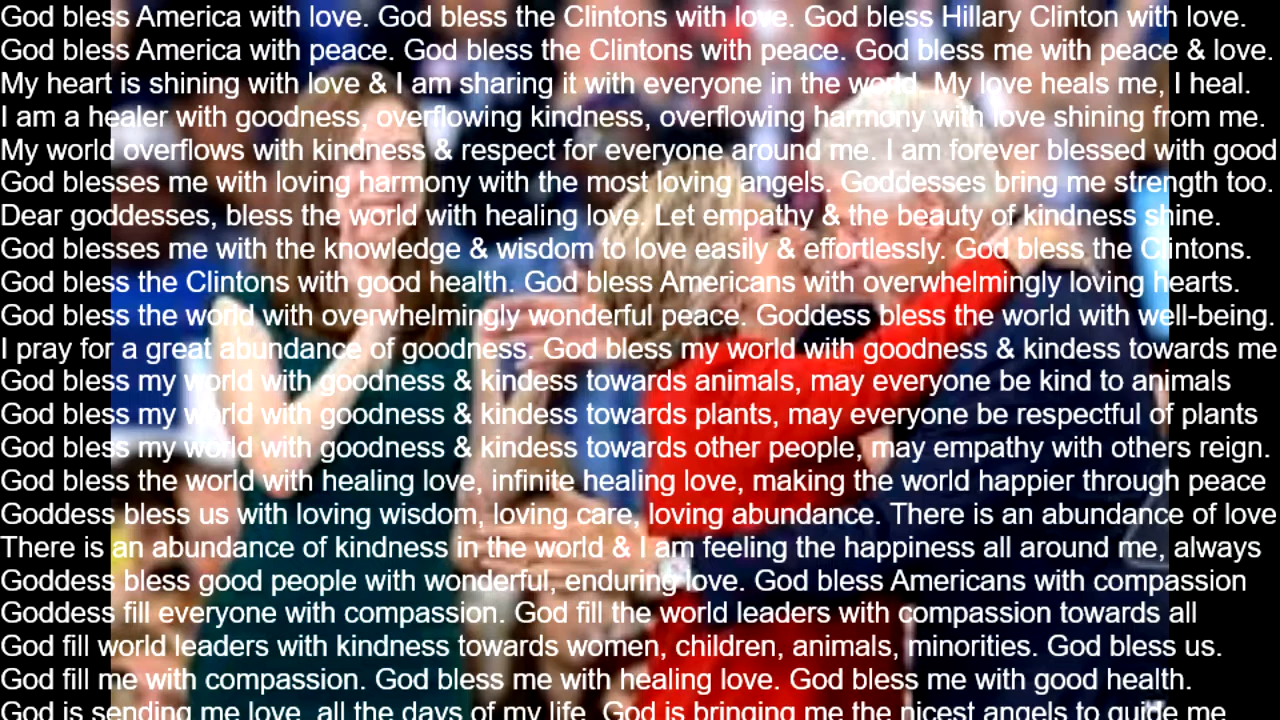 God bless America with love. God bless the Clintons with love. God bless Hillary Clinton with love.
God bless America with peace. God bless the Clintons with peace. God bless me with peace & love.
My heart is shining with love & I am sharing it with everyone in the world. My love heals me, I heal.
I am a healer with goodness, overflowing kindness, overflowing harmony with love shining from me.
My world overflows with kindness & respect for everyone around me. I am forever blessed with good
God blesses me with loving harmony with the most loving angels. Goddesses bring me strength too.
Dear goddesses, bless the world with healing love. Let empathy & the beauty of kindness shine.
God blesses me with the knowledge & wisdom to love easily & effortlessly. God bless the Clintons.
God bless the Clintons with good health. God bless Americans with overwhelmingly loving hearts.
God bless the world with overwhelmingly wonderful peace. Goddess bless the world with well-being.
I pray for a great abundance of goodness. God bless my world with goodness & kindess towards me
God bless my world with goodness & kindess towards animals, may everyone be kind to animals
God bless my world with goodness & kindess towards plants, may everyone be respectful of plants
God bless my world with goodness & kindess towards other people, may empathy with others reign.
God bless the world with healing love, infinite healing love, making the world happier through peace
Goddess bless us with loving wisdom, loving care, loving abundance. There is an abundance of love
There is an abundance of kindness in the world & I am feeling the happiness all around me, always
Goddess bless good people with wonderful, enduring love. God bless Americans with compassion
Goddess fill everyone with compassion. God fill the world leaders with compassion towards all
God fill world leaders with kindness towards women, children, animals, minorities. God bless us.
God fill me with compassion. God bless me with healing love. God bless me with good health.
God is sending me love, all the days of my life. God is bringing me the nicest angels to guide me